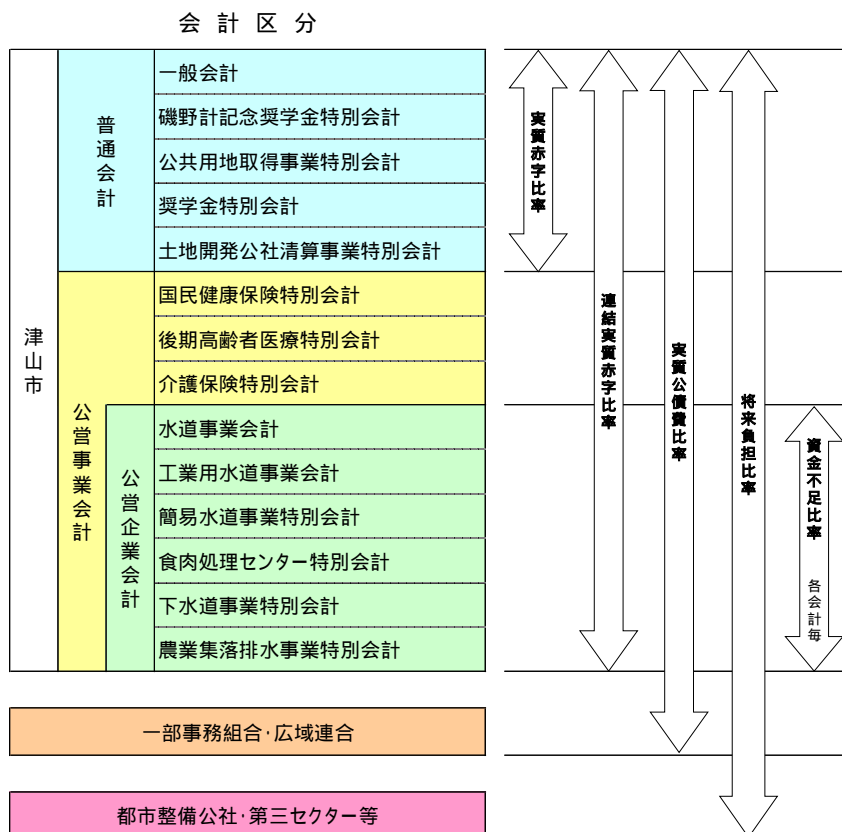 会計区分
津山市
普通会計
一般会計
磯野計記念奨学金特別会計
公共用地取得事業特別会計
奨学金特別会計
土地開発公社清算事業特別会計
公営事業会計
国民健康保険特別会計
後期高齢者医療特別会計
介護保険特別会計
公営企業会計
水道事業会計
工業用水道事業会計
簡易水道事業特別会計
食肉処理センター特別会計
下水道事業特別会計
農業集落排水事業特別会計
一部事務組合・広域連合
都市整備公社・第三セクター等
実質赤字比率
連結実質赤字比率
実質公債費比率
将来負担比率
資金不足比率
各会計毎